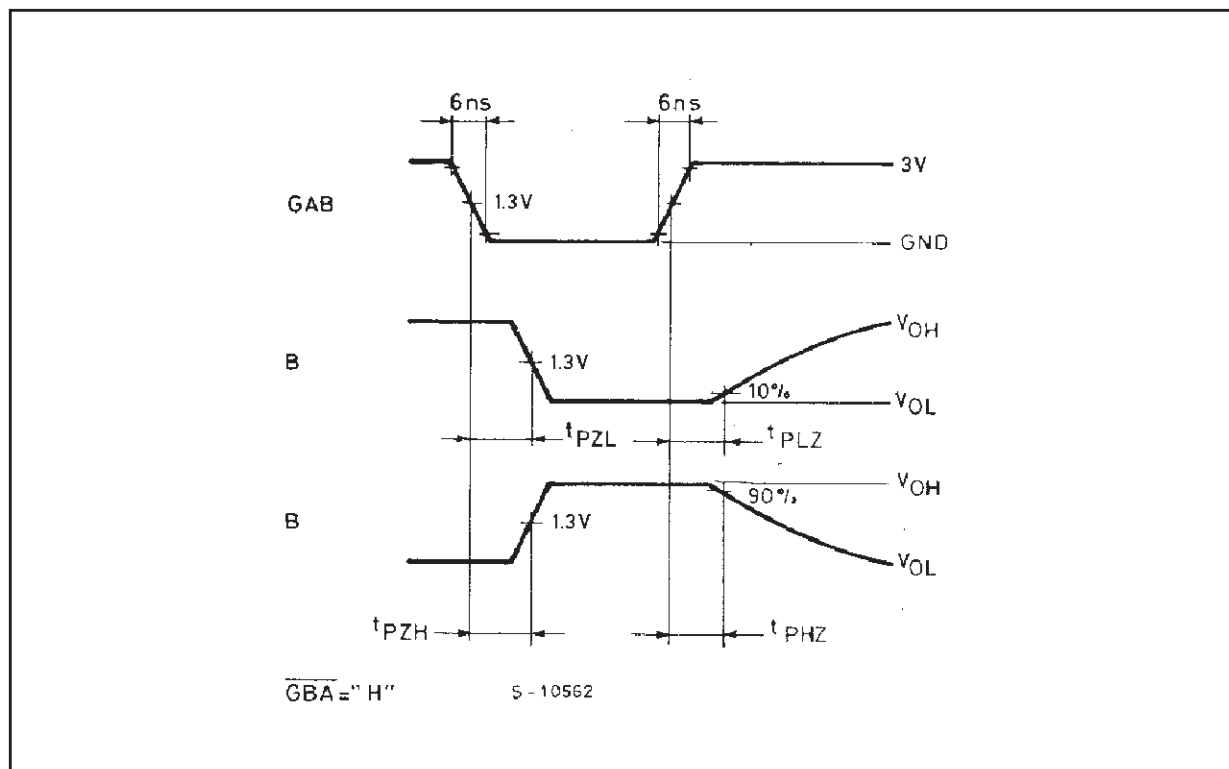 6ns 6ns
GAB 1.3V 3V
GND
B 1.3V VOH
10% VOL
tPZL tPLZ
B 1.3V VOH
90% VOL
tPZH tPHZ
GBA="H" S-10562